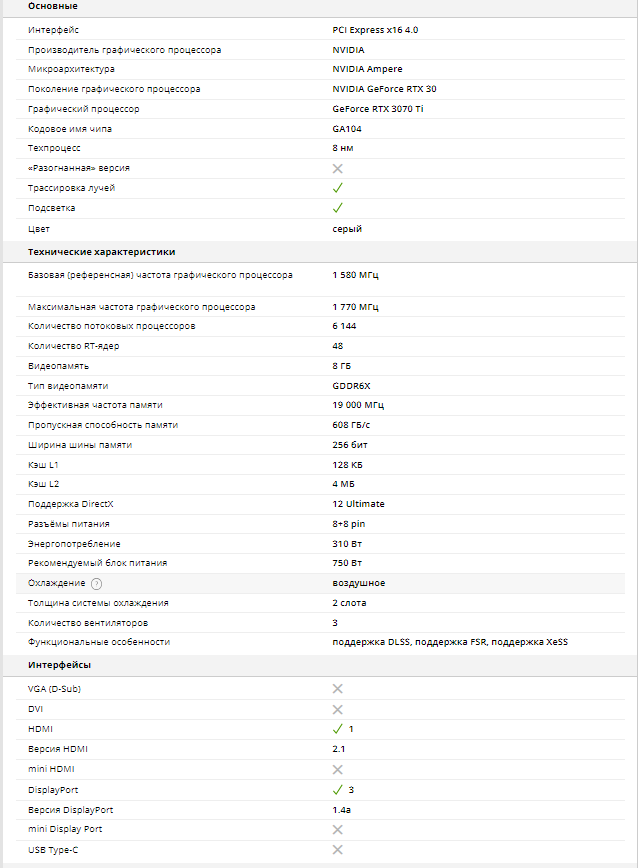 Основные
Интерфейс PCI Express x16 4.0
Производитель графического процессора NVIDIA
Микроархитектура NVIDIA Ampere
Поколение графического процессора NVIDIA GeForce RTX 30
Графический процессор GeForce RTX 3070 Ti
Кодовое имя чипа GA104
Техпроцесс 8 нм
«Разогнанная» версия
Трассировка лучей
Подсветка
Цвет серый
Технические характеристики
Базовая (референсная) частота графического процессора 1 580 МГц
Максимальная частота графического процессора 1 770 МГц
Количество потоковых процессоров 6 144
Количество RT-ядер 48
Видеопамять 8 ГБ
Тип видеопамяти GDDR6X
Эффективная частота памяти 19 000 МГц
Пропускная способность памяти 608 ГБ/с
Ширина шины памяти 256 бит
Кэш L1 128 КБ
Кэш L2 4 МБ
Поддержка DirectX 12 Ultimate
Разъёмы питания 8+8 pin
Энергопотребление 310 Вт
Рекомендуемый блок питания 750 Вт
Охлаждение ? воздушное
Толщина системы охлаждения 2 слота
Количество вентиляторов 3
Функциональные особенности поддержка DLSS, поддержка FSR, поддержка XeSS
Интерфейсы
VGA (D-Sub)
DVI
HDMI 1
Версия HDMI 2.1
mini HDMI
DisplayPort 3
Версия DisplayPort 1.4a
mini Display Port
USB Type-C